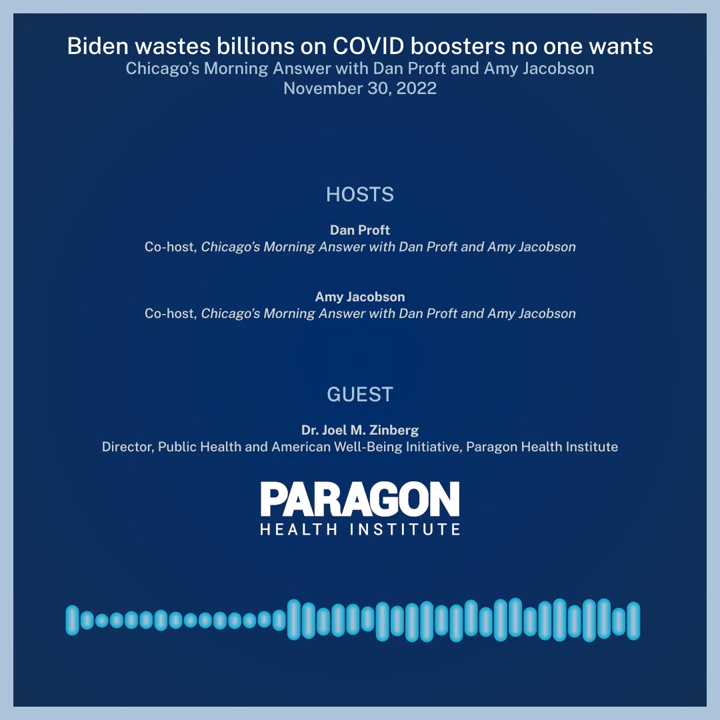 Biden wastes billions on COVID boosters no one wants
Chicago's Morning Answer with Dan Proft and Amy Jacobson
November 30, 2022
HOSTS
Dan Proft
Co-host, Chicago's Morning Answer with Dan Proft and Amy Jacobson
Amy Jacobson
Co-host, Chicago's Morning Answer with Dan Proft and Amy Jacobson
GUEST
Dr. Joel M. Zinberg
Director, Public Health and American Well-Being Initiative, Paragon Health Institute
PARAGON
HEALTH INSTITUTE